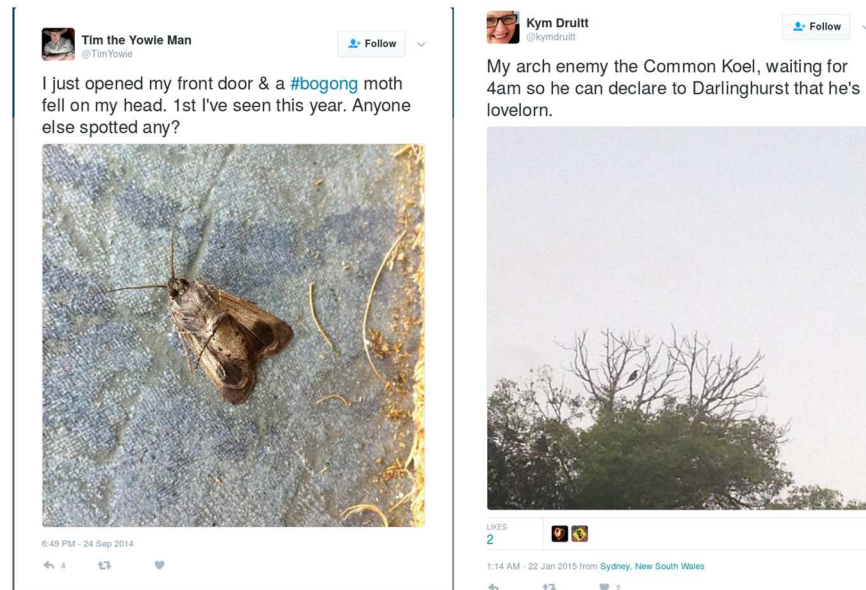 Tim the Yowie Man
@TimYowie
Follow
I just opened my front door & a #bogong moth
fell on my head. 1st I've seen this year. Anyone
else spotted any?
6:49 PM - 24 Sep 2014
4
Kym Druitt
@kymdruitt
Follow
My arch enemy the Common Koel, waiting for
4am so he can declare to Darlinghurst that he's
lovelorn.
LIKES
2
1:14 AM - 22 Jan 2015 from Sydney, New South Wales
2